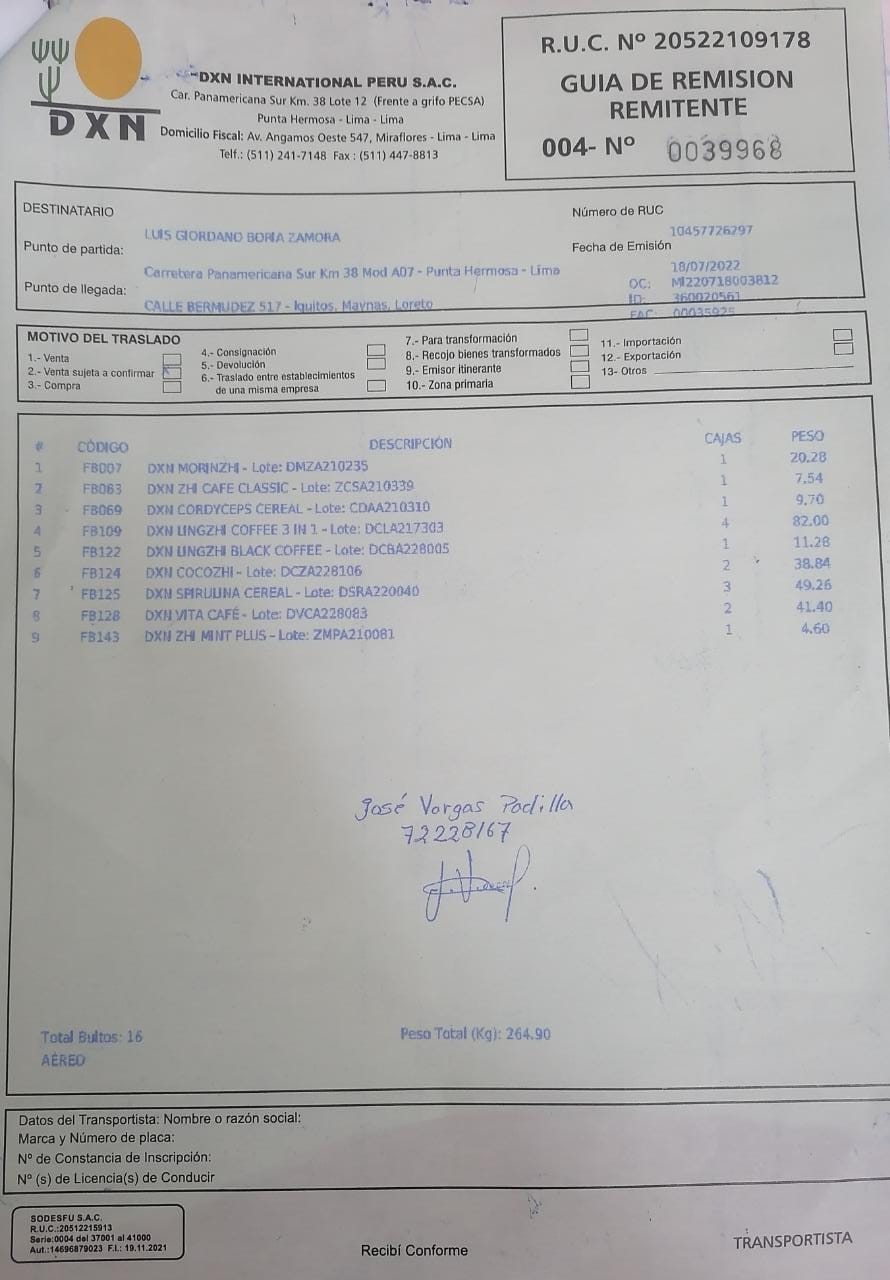 DXN
DXN INTERNATIONAL PERU S.A.C.
Car. Panamericana Sur Km. 38 Lote 12 (Frente a grifo PECSA)
Punta Hermosa - Lima - Lima
Domicilio Fiscal: Av. Angamos Oeste 547, Miraflores - Lima - Lima
Telf.: (511) 241-7148 Fax : (511) 447-8813
R.U.C. Nº 20522109178
GUIA DE REMISION
REMITENTE
004- Nº 0039968
DESTINATARIO
LUIS GIORDANO BORIA ZAMORA
Número de RUC
10457726297
Punto de partida:
Carretera Panamericana Sur Km 38 Mod A07 - Punta Hermosa - Lima
Fecha de Emisión
18/07/2022
Punto de llegada:
CALLE BERMUDEZ 517 - Iquitos, Maynas, Loreto
OC: MI220718003812
ID: 360020561
FAC: 00035925
MOTIVO DEL TRASLADO
1.- Venta
2.- Venta sujeta a confirmar
3.- Compra
4.- Consignación
5.- Devolución
6.- Traslado entre establecimientos
de una misma empresa
7.- Para transformación
8.- Recojo bienes transformados
9.- Emisor itinerante
10.- Zona primaria
11.- Importación
12.- Exportación
13- Otros
# CÓDIGO DESCRIPCIÓN CAJAS PESO
1 FB007 DXN MORINZHI - Lote: DMZA210235 1 20.28
2 FB063 DXN ZHI CAFE CLASSIC - Lote: ZCSA210339 1 7.54
3 FB069 DXN CORDYCEPS CEREAL - Lote: CDAA210310 1 9.70
4 FB109 DXN LINGZHI COFFEE 3 IN 1 - Lote: DCLA217303 4 82.00
5 FB122 DXN LINGZHI BLACK COFFEE - Lote: DCBA228005 1 11.28
6 FB124 DXN COCOZHI - Lote: DCZA228106 2 38.84
7 FB125 DXN SPIRULINA CEREAL - Lote: DSRA220040 3 49.26
8 FB128 DXN VITA CAFÉ - Lote: DVCA228083 2 41.40
9 FB143 DXN ZHI MINT PLUS - Lote: ZMPA210081 1 4.60
José Vargas Padilla
72228167
Total Bultos: 16
Peso Total (Kg): 264.90
AÉREO
Datos del Transportista: Nombre o razón social:
Marca y Número de placa:
Nº de Constancia de Inscripción:
Nº (s) de Licencia(s) de Conducir
SODESFU S.A.C.
R.U.C.:20512215913
Serie:0004 del 37001 al 41000
Aut.:14696879023 F.I.: 19.11.2021
Recibí Conforme
TRANSPORTISTA